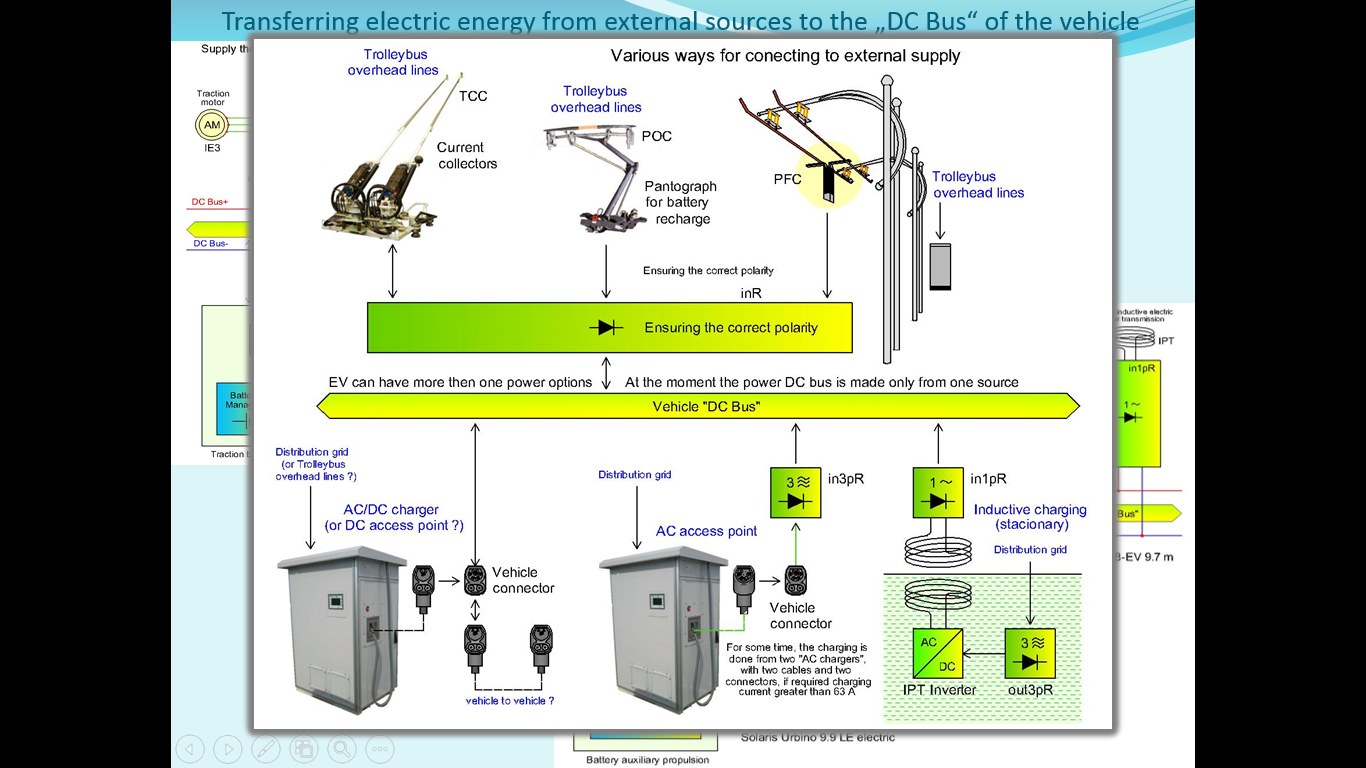 Transferring electric energy from external sources to the „DC Bus“ of the vehicle
Supply th
Traction
motor
AM
IE3
DC Bus+
DC Bus-
Traction b
Trolleybus
overhead lines
TCC
Current
collectors
Trolleybus
overhead lines
POC
Pantograph
for battery
recharge
Various ways for conecting to external supply
PFC
Trolleybus
overhead lines
Ensuring the correct polarity
inR
Ensuring the correct polarity
EV can have more then one power options
At the moment the power DC bus is made only from one source
Vehicle "DC Bus"
Distribution grid
(or Trolleybus
overhead lines ?)
AC/DC charger
(or DC access point ?)
Vehicle
connector
vehicle to vehicle ?
Distribution grid
AC access point
3
in3pR
Vehicle
connector
For some time, the charging is
done from two "AC chargers",
with two cables and two
connectors, if required charging
current greater than 63 A
1 ~
in1pR
Inductive charging
(stacionary)
Distribution grid
AC
DC
IPT Inverter
3
out3pR
IPT
in1pR
1 ~
Bus"
-EV 9.7 m
Solaris Urbino 9.9 LE electric
Battery auxiliary propulsion